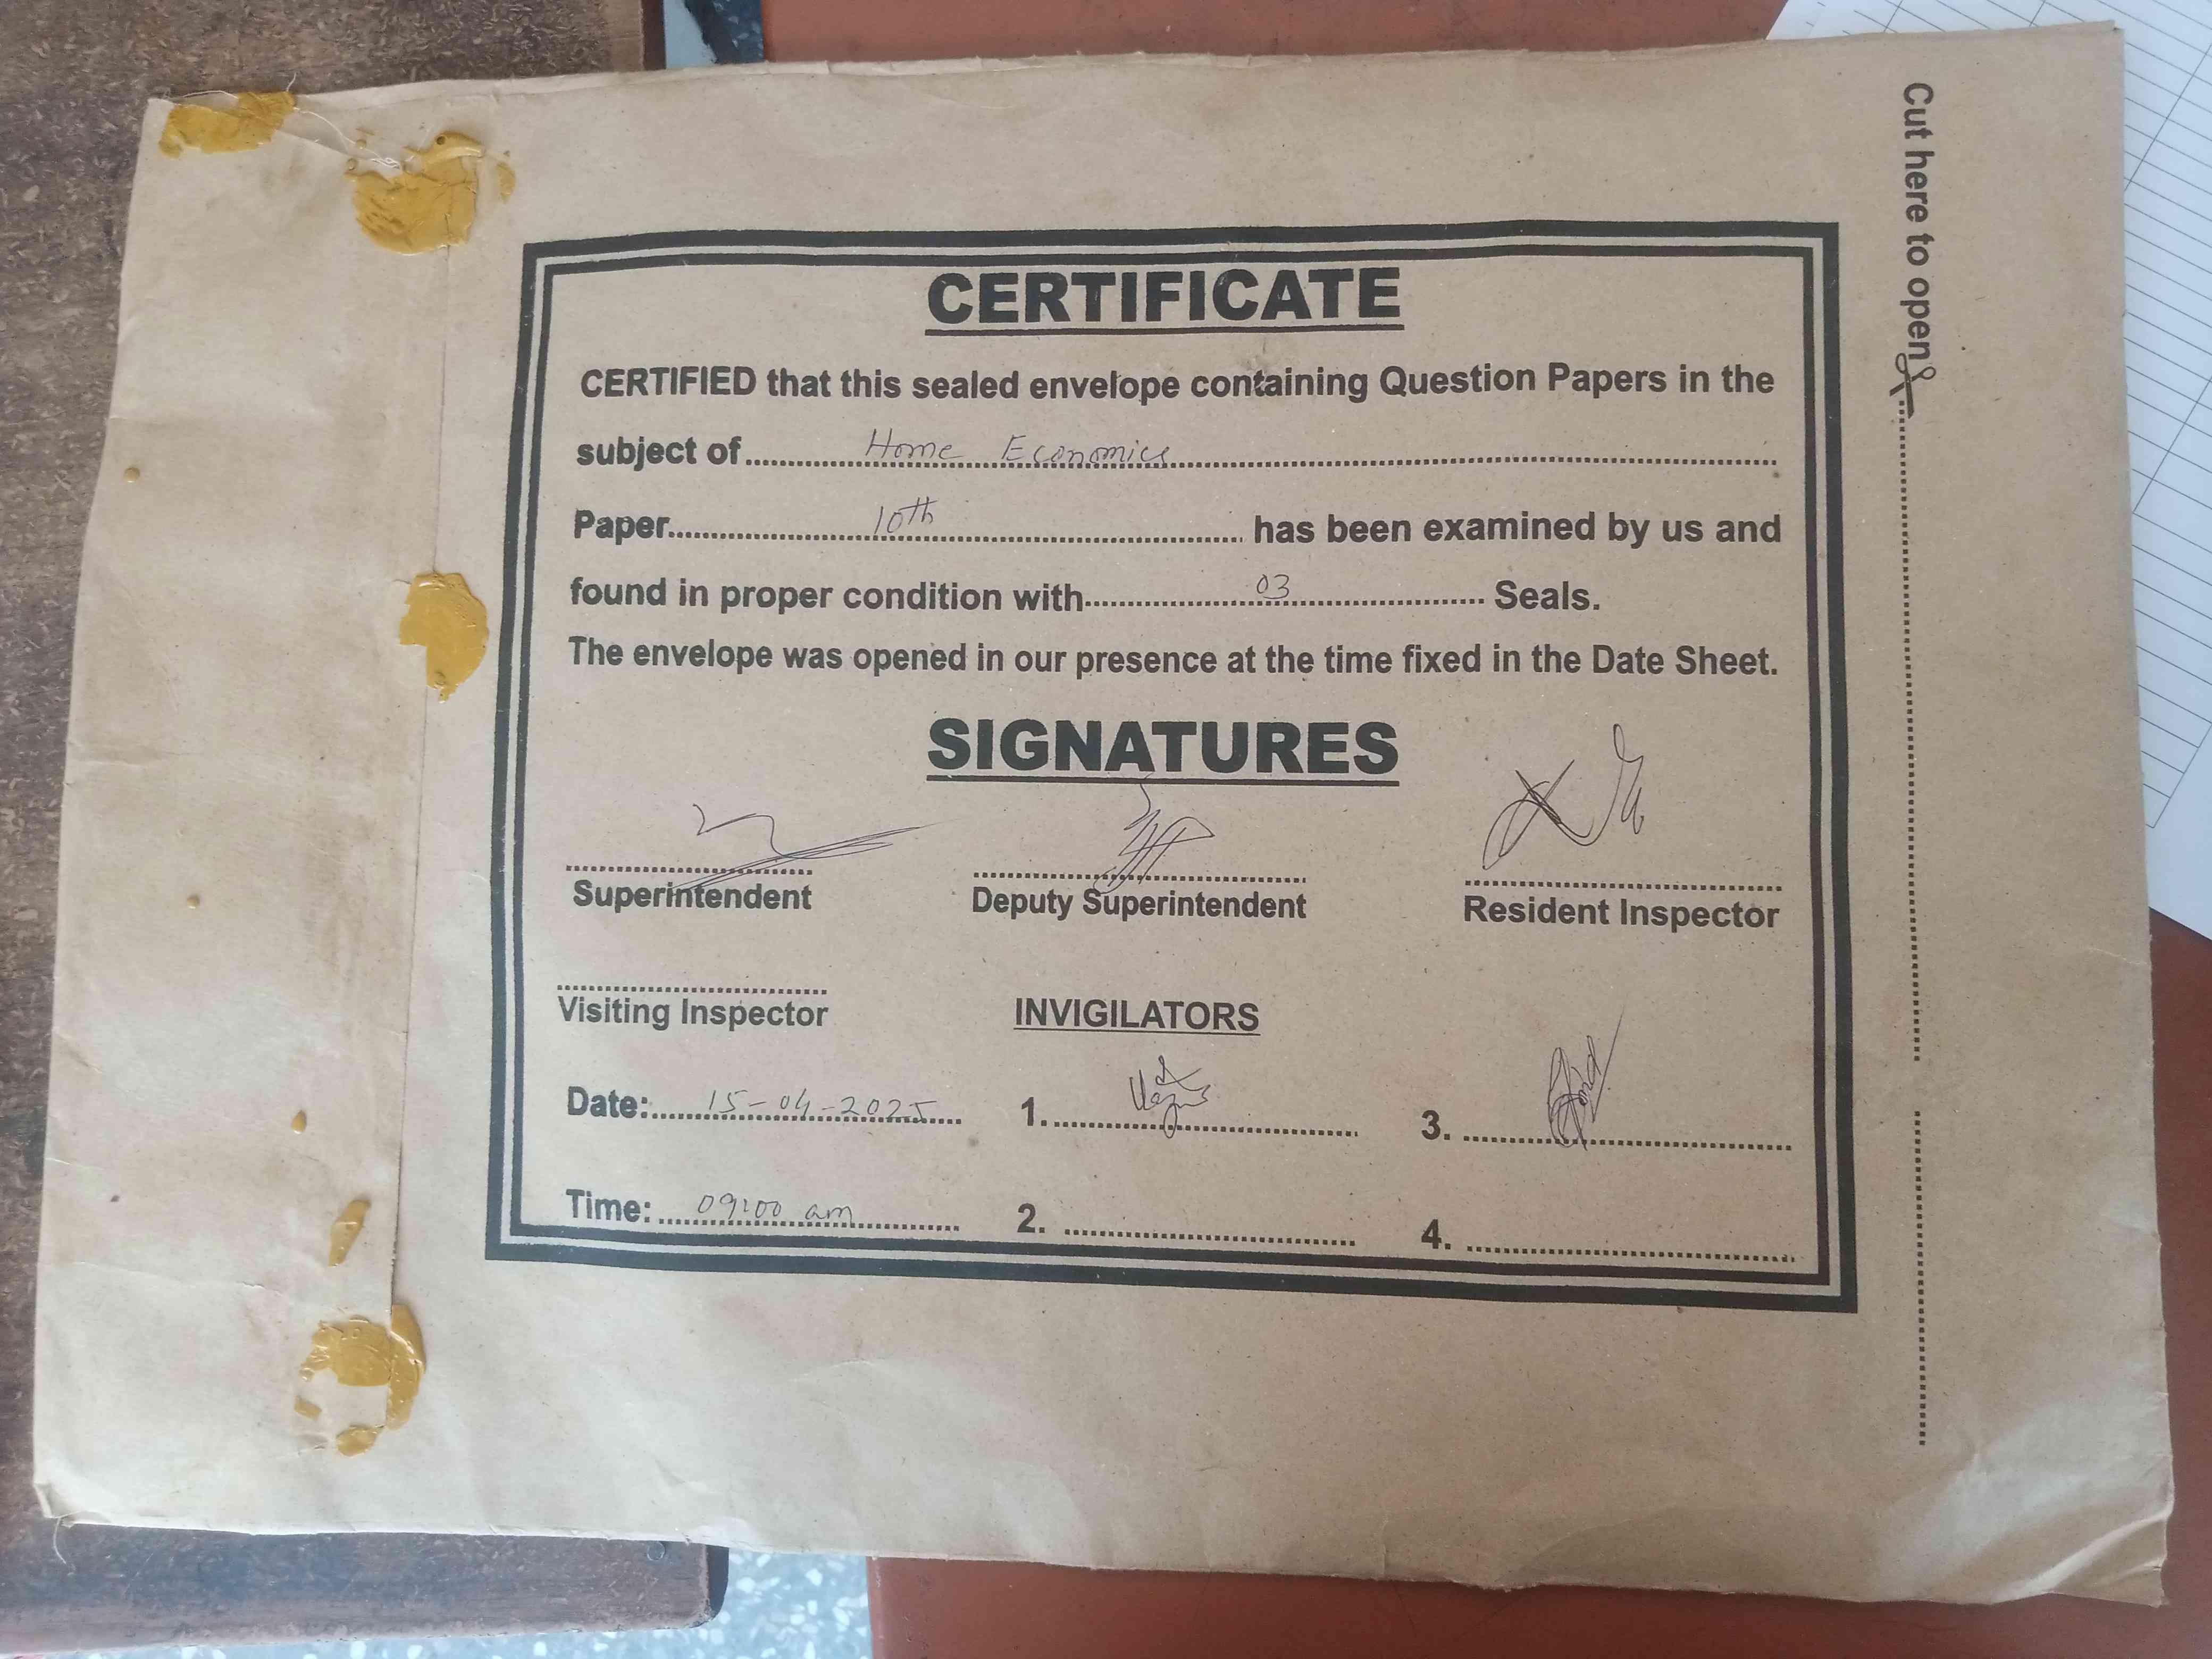 CERTIFICATE
CERTIFIED that this sealed envelope containing Question Papers in the
subject of.......Home Economics.......
Paper.......10th....... has been examined by us and
found in proper condition with.......03....... Seals.
The envelope was opened in our presence at the time fixed in the Date Sheet.
SIGNATURES
Superintendent Deputy Superintendent Resident Inspector
Visiting Inspector INVIGILATORS
Date:.....15-04-2025..... 1. ............ 3. ............
Time:.....09:00 am..... 2. ............ 4. ............
Cut here to open